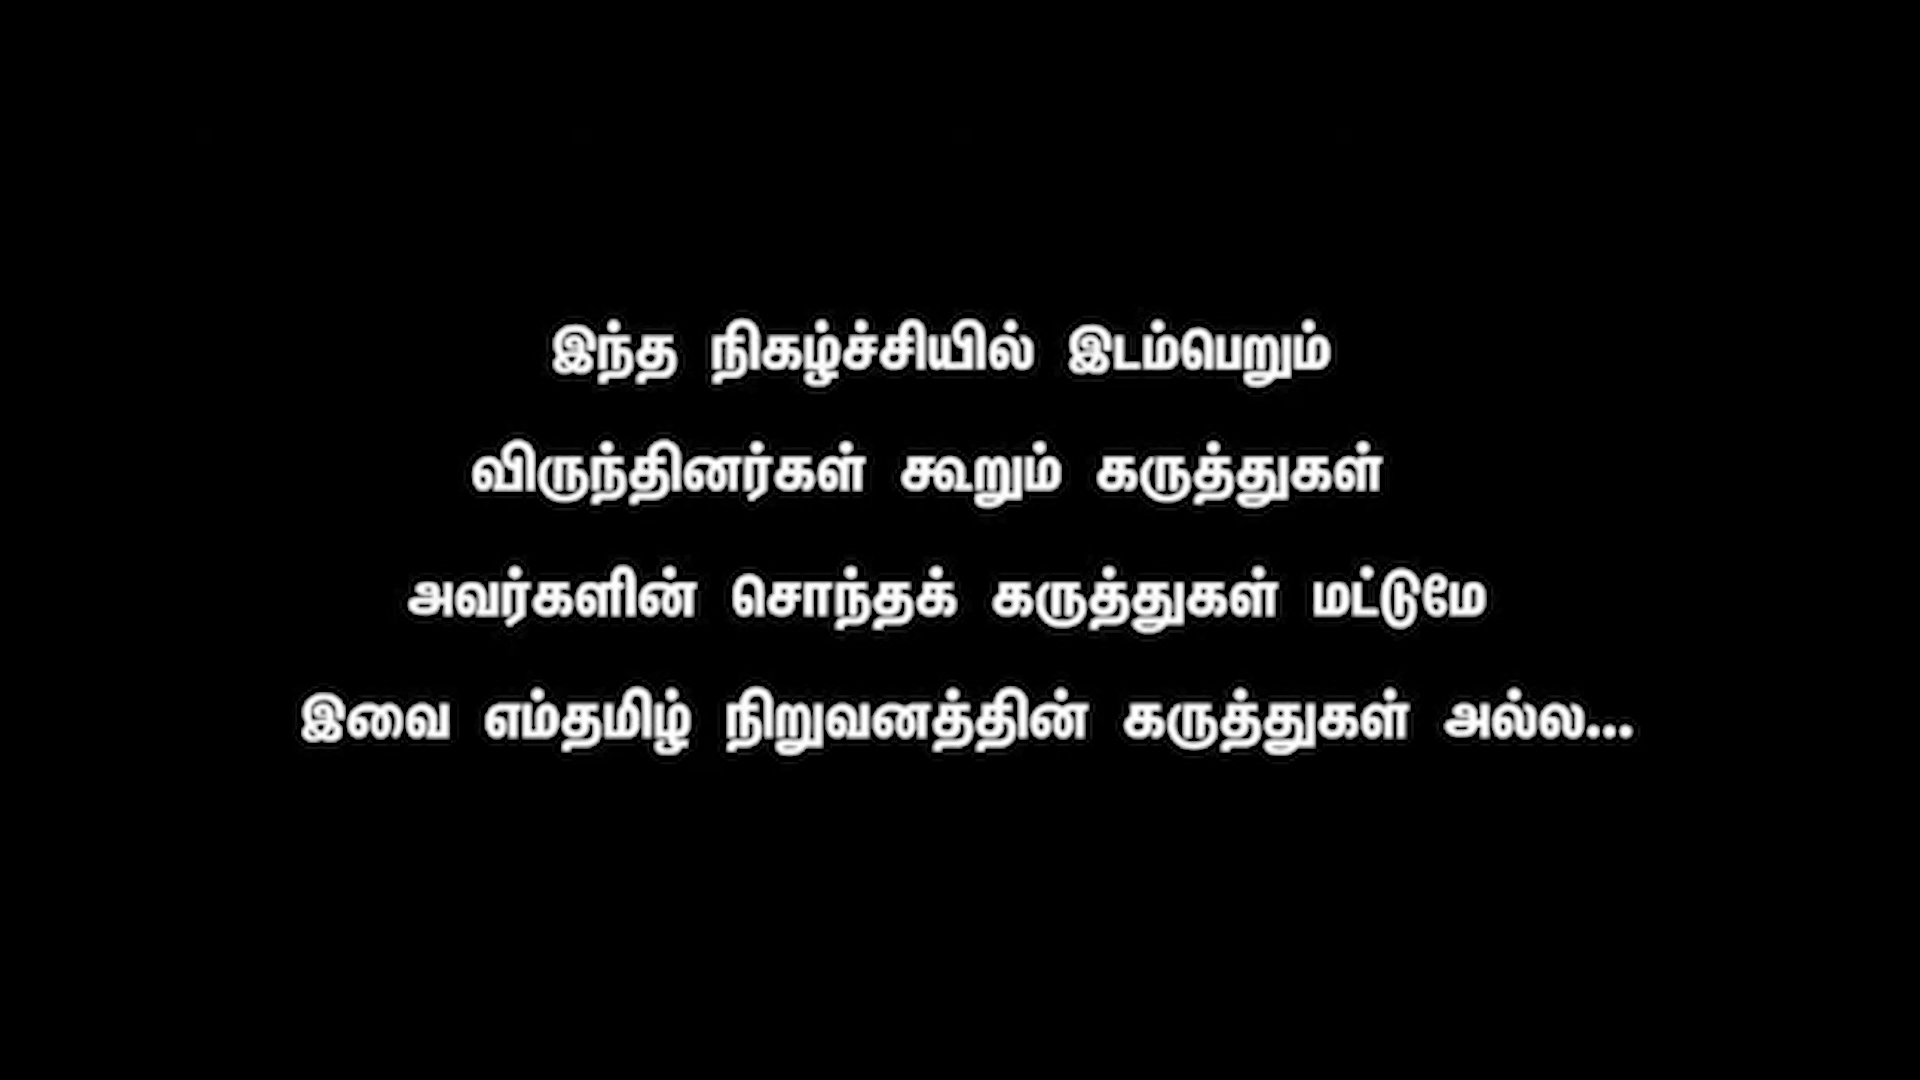 இந்த நிகழ்ச்சியில் இடம்பெறும்
விருந்தினர்கள் கூறும் கருத்துகள்
அவர்களின் சொந்தக் கருத்துகள் மட்டுமே
இவை எம்தமிழ் நிறுவனத்தின் கருத்துகள் அல்ல...